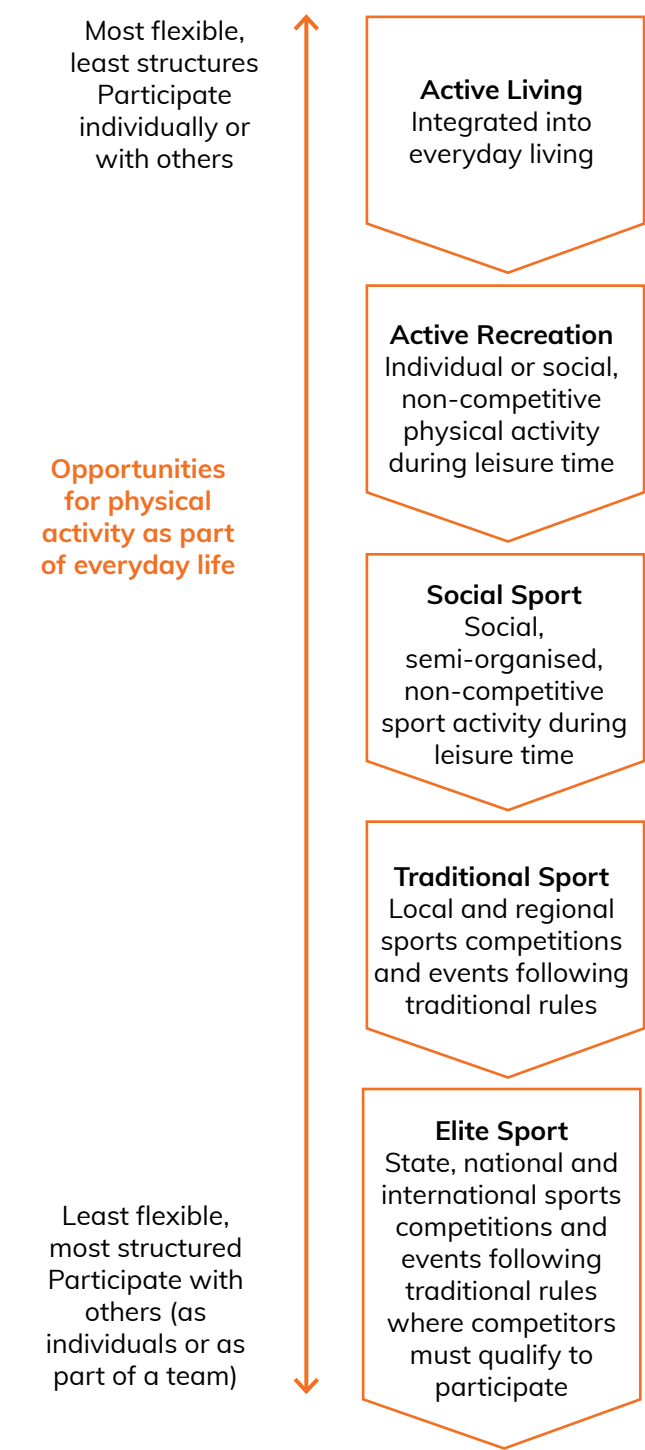 Most flexible,
least structures
Participate
individually or
with others
Opportunities
for physical
activity as part
of everyday life
Least flexible,
most structured
Participate with
others (as
individuals or as
part of a team)
Active Living
Integrated into
everyday living
Active Recreation
Individual or social,
non-competitive
physical activity
during leisure time
Social Sport
Social,
semi-organised,
non-competitive
sport activity during
leisure time
Traditional Sport
Local and regional
sports competitions
and events following
traditional rules
Elite Sport
State, national and
international sports
competitions and
events following
traditional rules
where competitors
must qualify to
participate